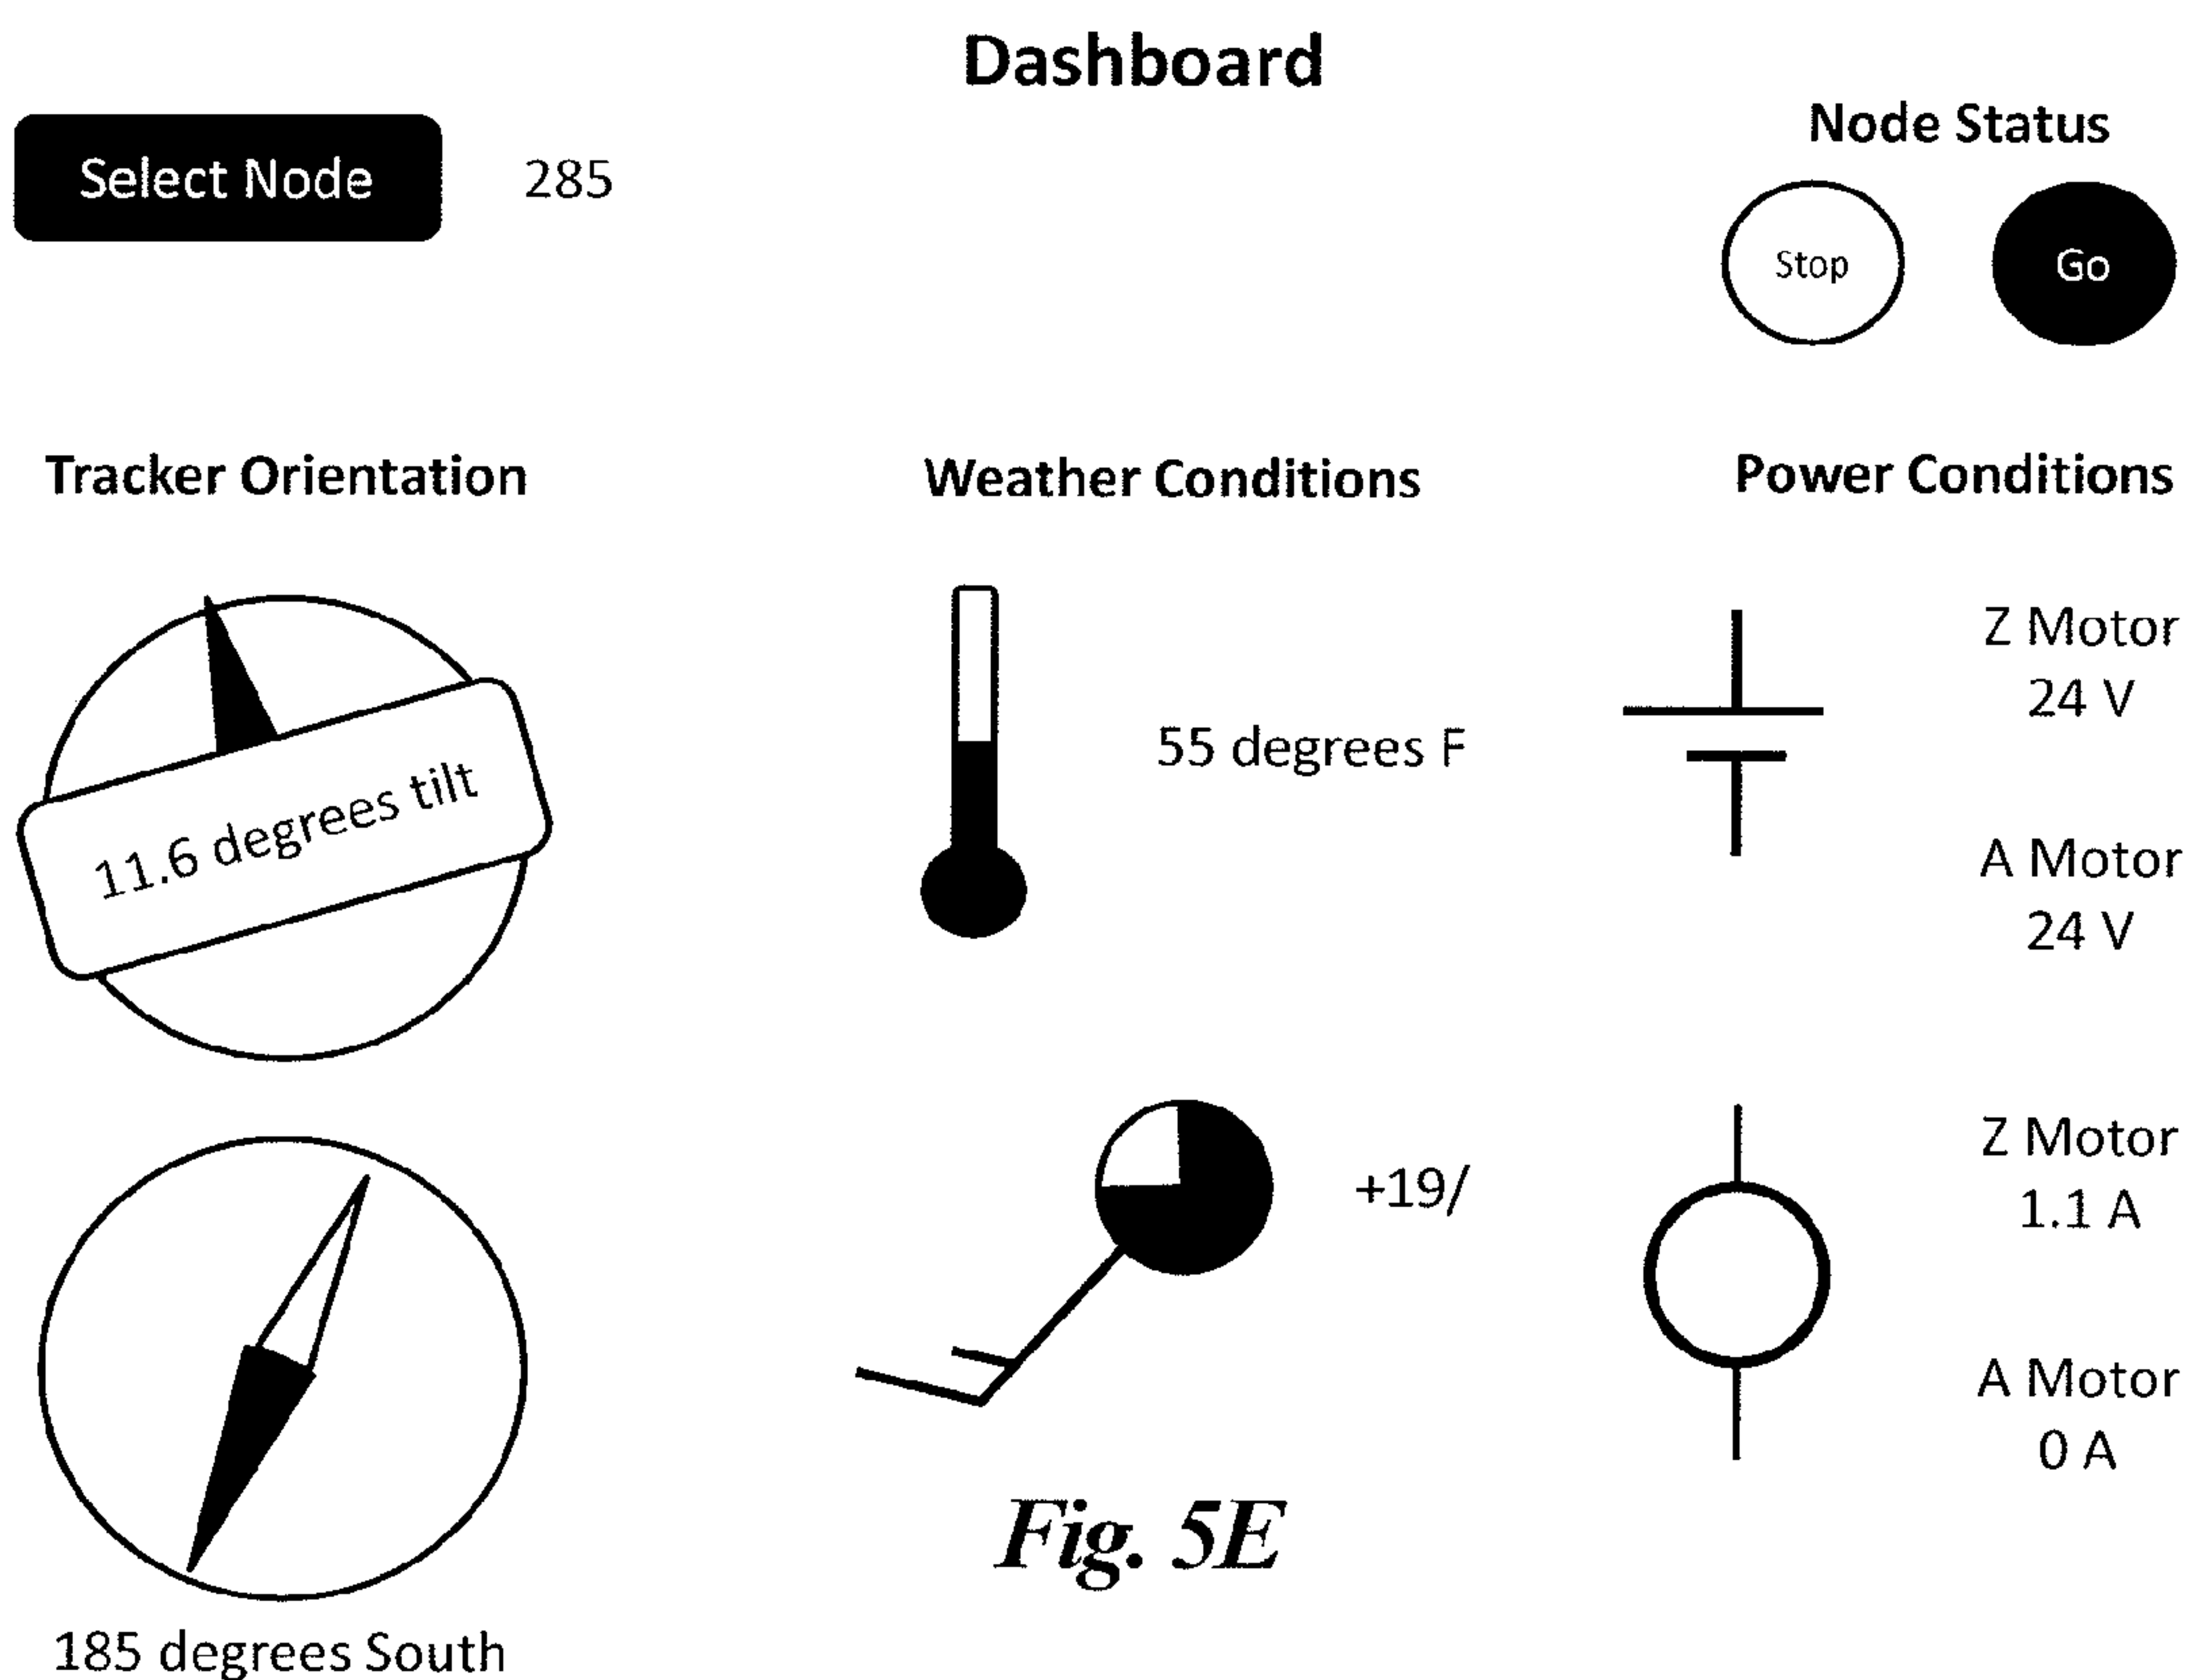 Dashboard
Select Node
285
Node Status
Stop
Go
Tracker Orientation
11.6 degrees tilt
185 degrees South
Weather Conditions
55 degrees F
+19/
Power Conditions
Z Motor
24 V
A Motor
24 V
Z Motor
1.1 A
A Motor
0 A
Fig. 5E